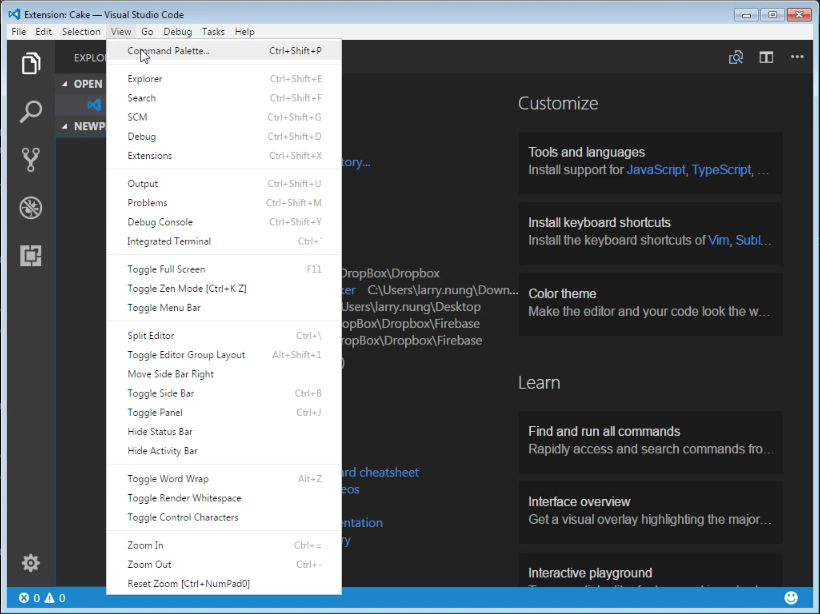 Extension: Cake — Visual Studio Code
File Edit Selection View Go Debug Tasks Help
EXPLO
OPEN
NEWP
Command Palette... Ctrl+Shift+P
Explorer Ctrl+Shift+E
Search Ctrl+Shift+F
SCM Ctrl+Shift+G
Debug Ctrl+Shift+D
Extensions Ctrl+Shift+X
Output Ctrl+Shift+U
Problems Ctrl+Shift+M
Debug Console Ctrl+Shift+Y
Integrated Terminal Ctrl+`
Toggle Full Screen F11
Toggle Zen Mode [Ctrl+K Z]
Toggle Menu Bar
Split Editor Ctrl+\
Toggle Editor Group Layout Alt+Shift+1
Move Side Bar Right
Toggle Side Bar Ctrl+B
Toggle Panel Ctrl+J
Hide Status Bar
Hide Activity Bar
Toggle Word Wrap Alt+Z
Toggle Render Whitespace
Toggle Control Characters
Zoom In Ctrl+=
Zoom Out Ctrl+-
Reset Zoom [Ctrl+NumPad0]
tory...
DropBox\Dropbox
ker C:\Users\larry.nung\Down...
Users\larry.nung\Desktop
opBox\Dropbox\Firebase
ropBox\Dropbox\Firebase
)
rd cheatsheet
eos
entation
ry
Customize
Tools and languages
Install support for JavaScript, TypeScript, ...
Install keyboard shortcuts
Install the keyboard shortcuts of Vim, Subl...
Color theme
Make the editor and your code look the w...
Learn
Find and run all commands
Rapidly access and search commands fro...
Interface overview
Get a visual overlay highlighting the major...
Interactive playground
0 0